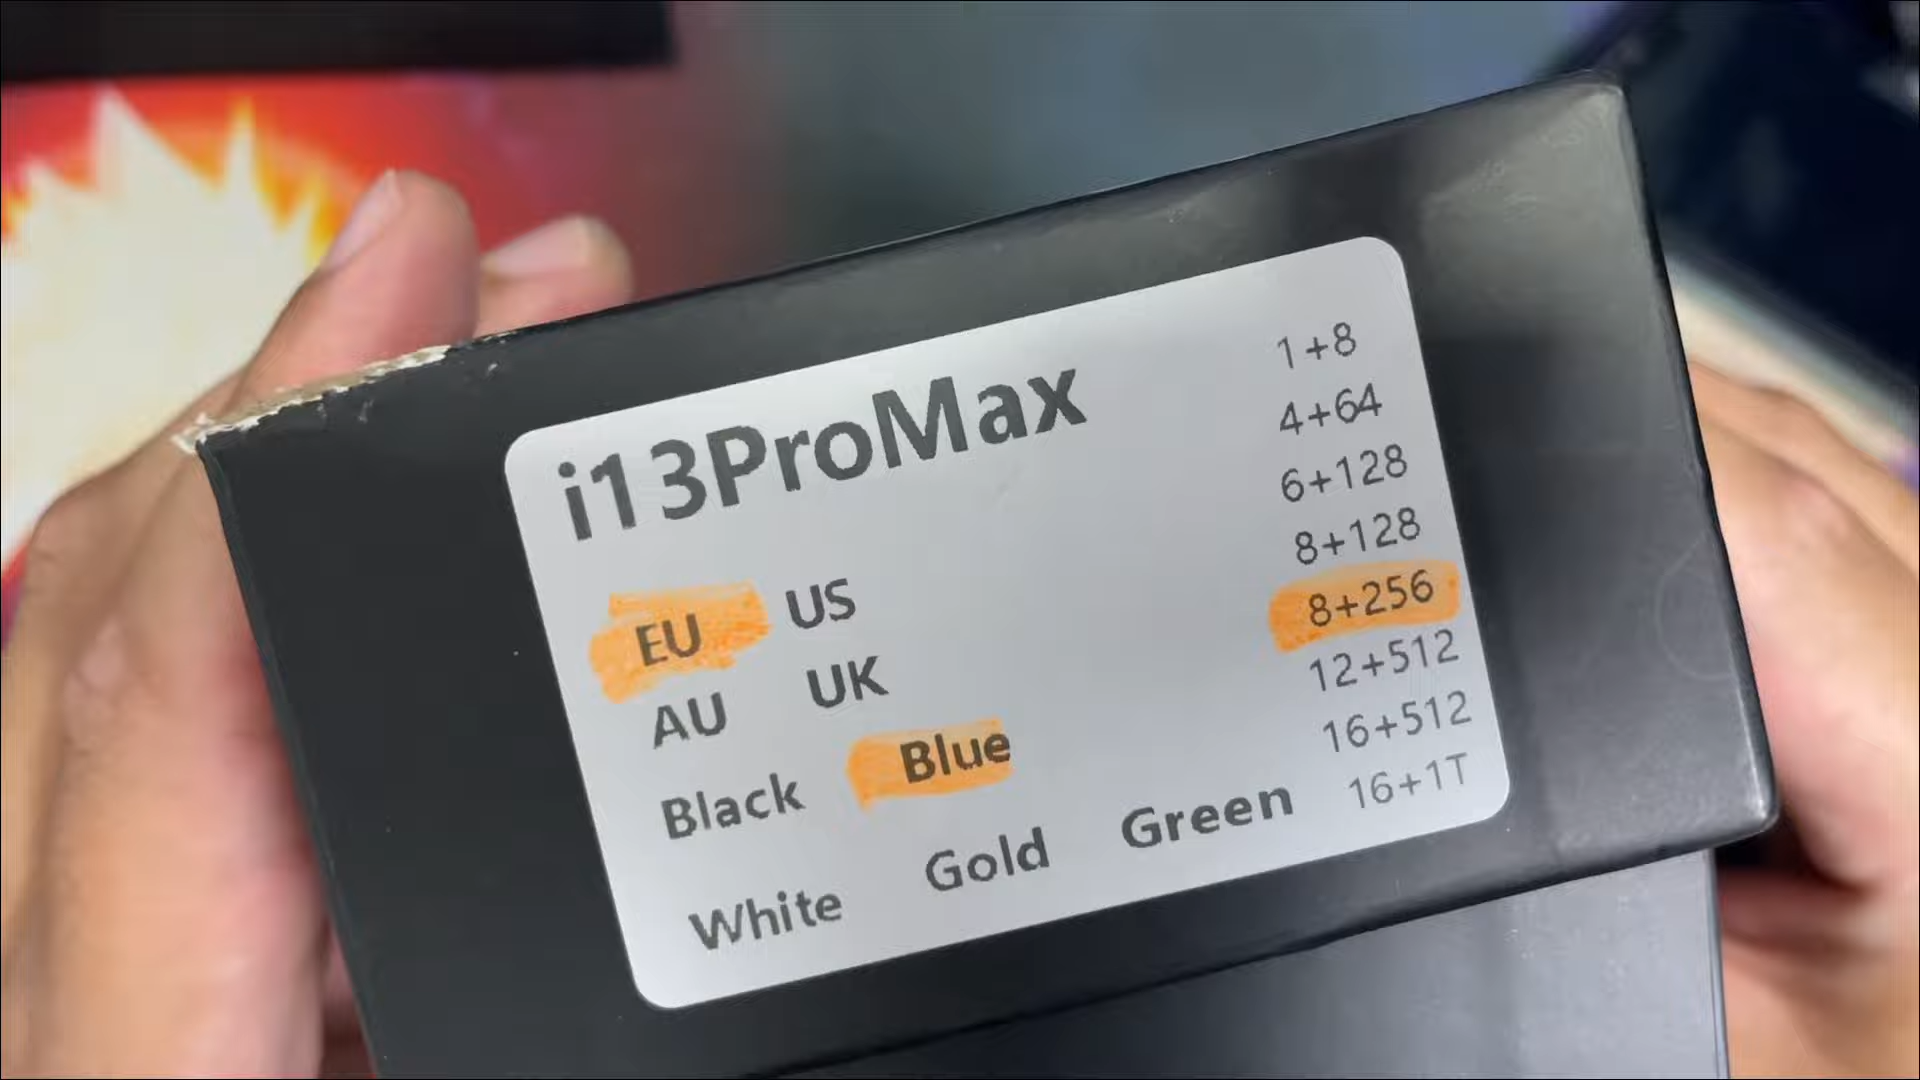 i13ProMax
EU US
AU UK
Black Blue
White Gold Green
1+8
4+64
6+128
8+128
8+256
12+512
16+512
16+1T